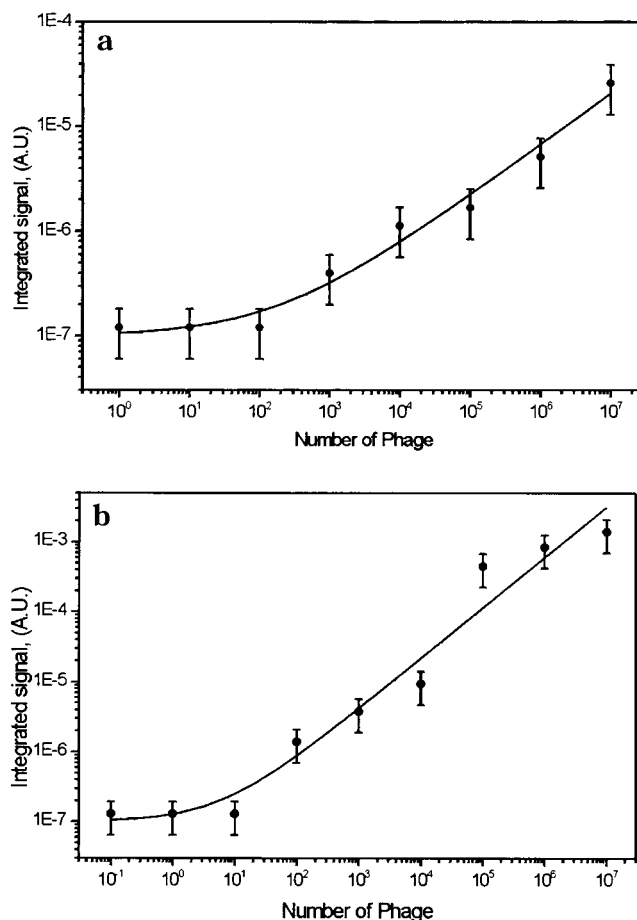 a
1E-4
1E-5
1E-6
1E-7
Integrated signal, (A.U.)
10⁰ 10¹ 10² 10³ 10⁴ 10⁵ 10⁶ 10⁷
Number of Phage
b
1E-3
1E-4
1E-5
1E-6
1E-7
Integrated signal, (A.U.)
10⁻¹ 10⁰ 10¹ 10² 10³ 10⁴ 10⁵ 10⁶ 10⁷
Number of Phage